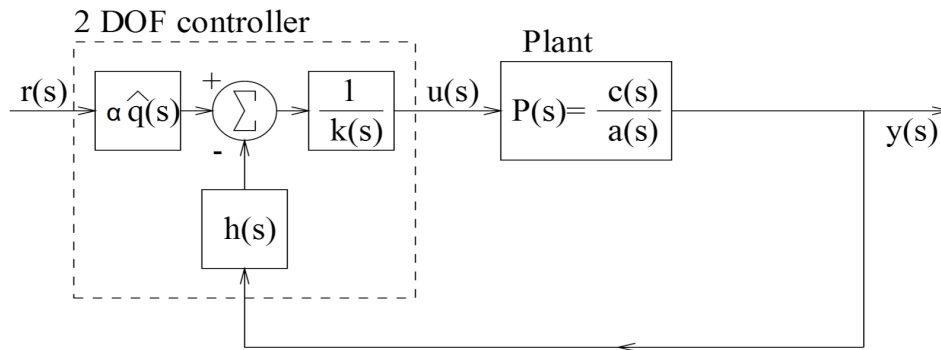 2 DOF controller
Plant
r(s)
α q̂(s)
+
Σ
-
1
k(s)
u(s)
P(s)= c(s)
a(s)
y(s)
h(s)